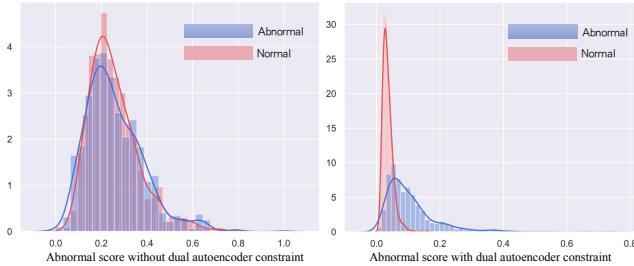 Abnormal
Normal
4
3
2
1
0
0.0 0.2 0.4 0.6 0.8 1.0
Abnormal score without dual autoencoder constraint
Abnormal
Normal
30
25
20
15
10
5
0
0.0 0.2 0.4 0.6 0.8
Abnormal score with dual autoencoder constraint